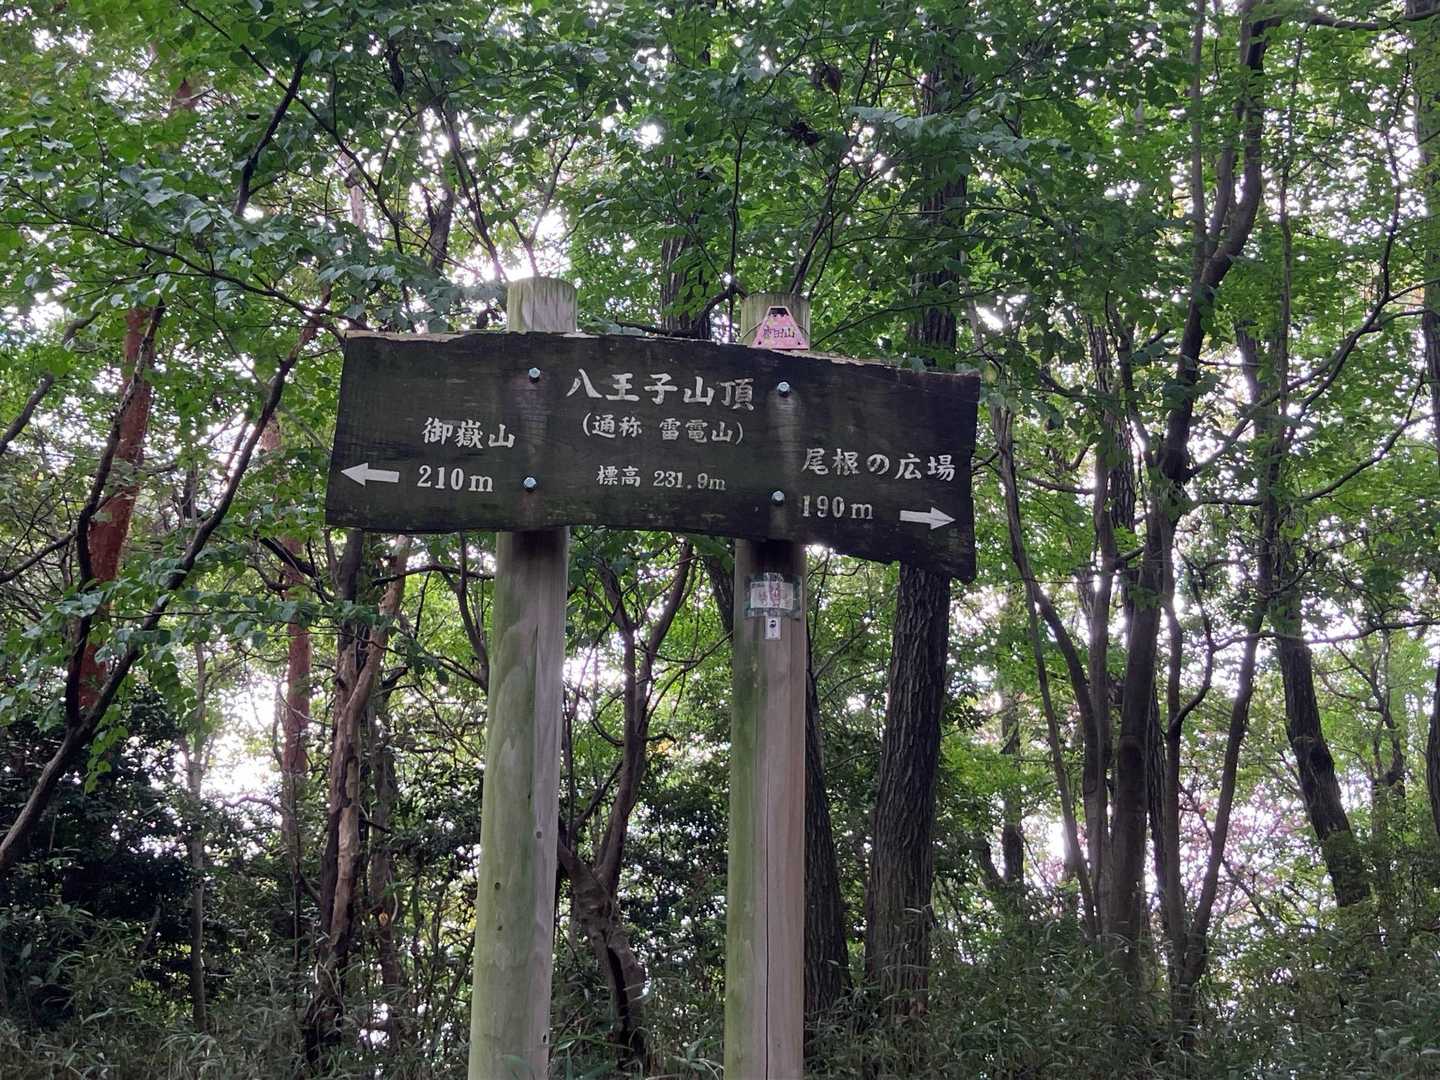 八王子山頂
(通称 雷電山)
標高 231.9m
御嶽山
210m
尾根の広場
190m